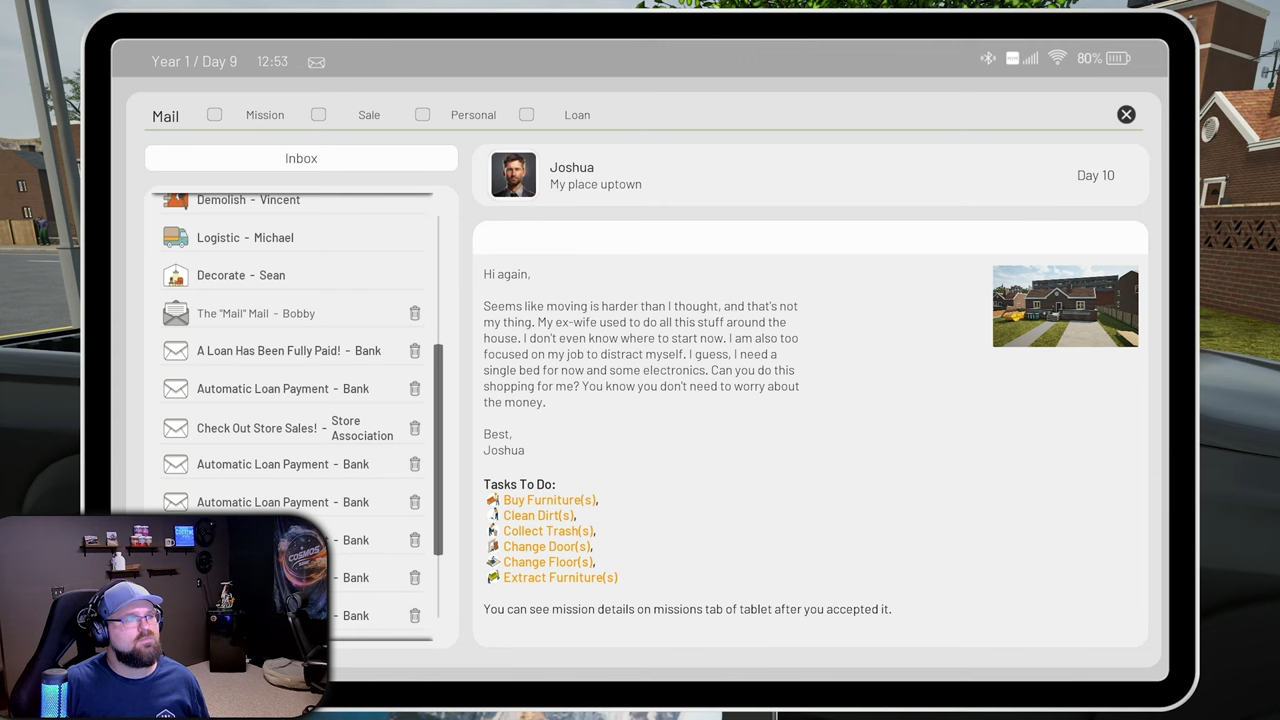 Year 1 / Day 9 12:53 80%
Mail Mission Sale Personal Loan
Inbox
Demolish - Vincent
Logistic - Michael
Decorate - Sean
The "Mail" Mail - Bobby
A Loan Has Been Fully Paid! - Bank
Automatic Loan Payment - Bank
Check Out Store Sales! - Store Association
Automatic Loan Payment - Bank
Automatic Loan Payment - Bank
- Bank
- Bank
- Bank
Joshua
My place uptown
Day 10
Hi again,
Seems like moving is harder than I thought, and that's not
my thing. My ex-wife used to do all this stuff around the
house. I don't even know where to start now. I am also too
focused on my job to distract myself. I guess, I need a
single bed for now and some electronics. Can you do this
shopping for me? You know you don't need to worry about
the money.
Best,
Joshua
Tasks To Do:
Buy Furniture(s),
Clean Dirt(s),
Collect Trash(s),
Change Door(s),
Change Floor(s),
Extract Furniture(s)
You can see mission details on missions tab of tablet after you accepted it.
COSMOS